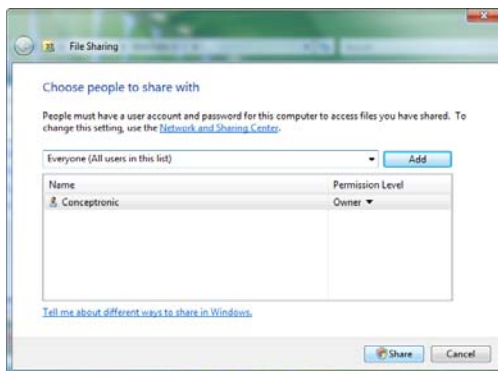 File Sharing
Choose people to share with
People must have a user account and password for this computer to access files you have shared. To
change this setting, use the Network and Sharing Center.
Everyone (All users in this list)
Add
Name Permission Level
Conceptronic Owner
Tell me about different ways to share in Windows.
Share Cancel